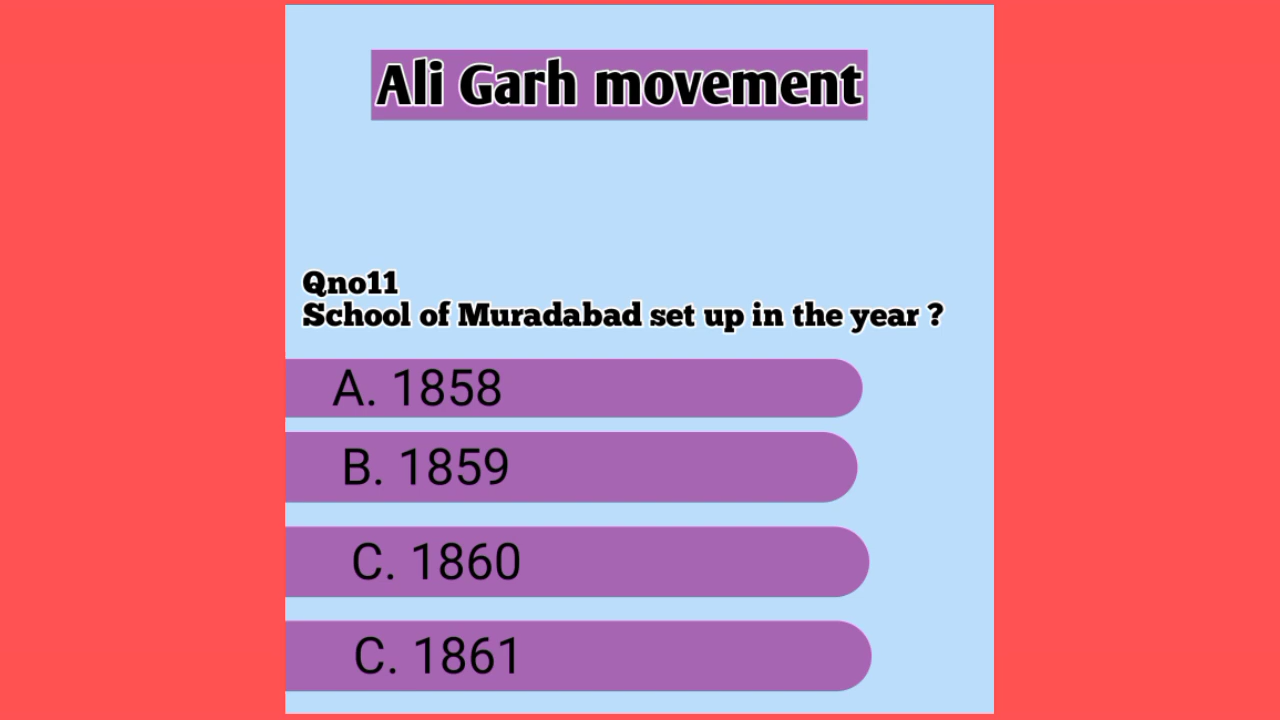 Ali Garh movement
Qno11
School of Muradabad set up in the year ?
A. 1858
B. 1859
C. 1860
C. 1861